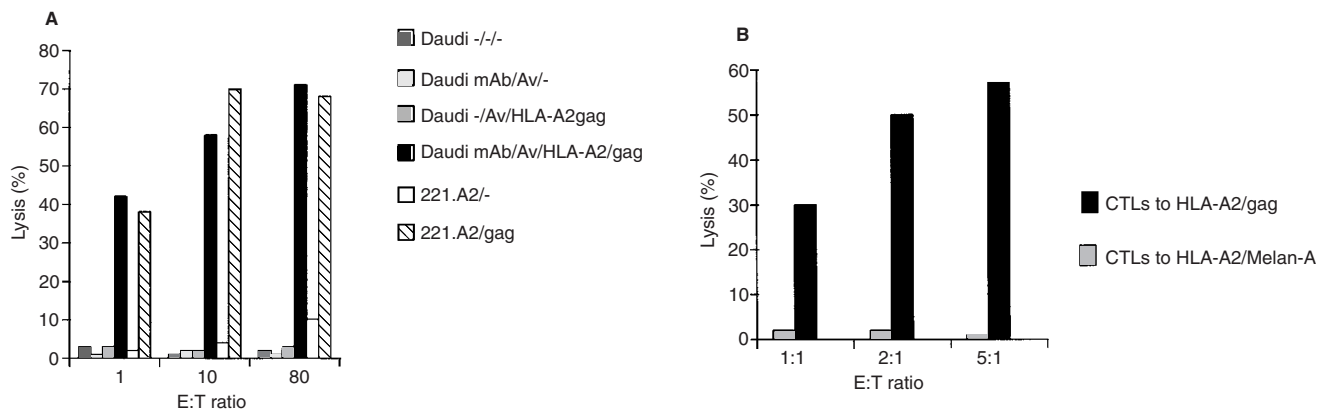 A
80
70
60
50
40
30
20
10
0
Lysis (%)
1
10
80
E:T ratio
Daudi -/-/-
Daudi mAb/Av/-
Daudi -/Av/HLA-A2gag
Daudi mAb/Av/HLA-A2/gag
221.A2/-
221.A2/gag
B
60
50
40
30
20
10
0
Lysis (%)
1:1
2:1
5:1
E:T ratio
CTLs to HLA-A2/gag
CTLs to HLA-A2/Melan-A